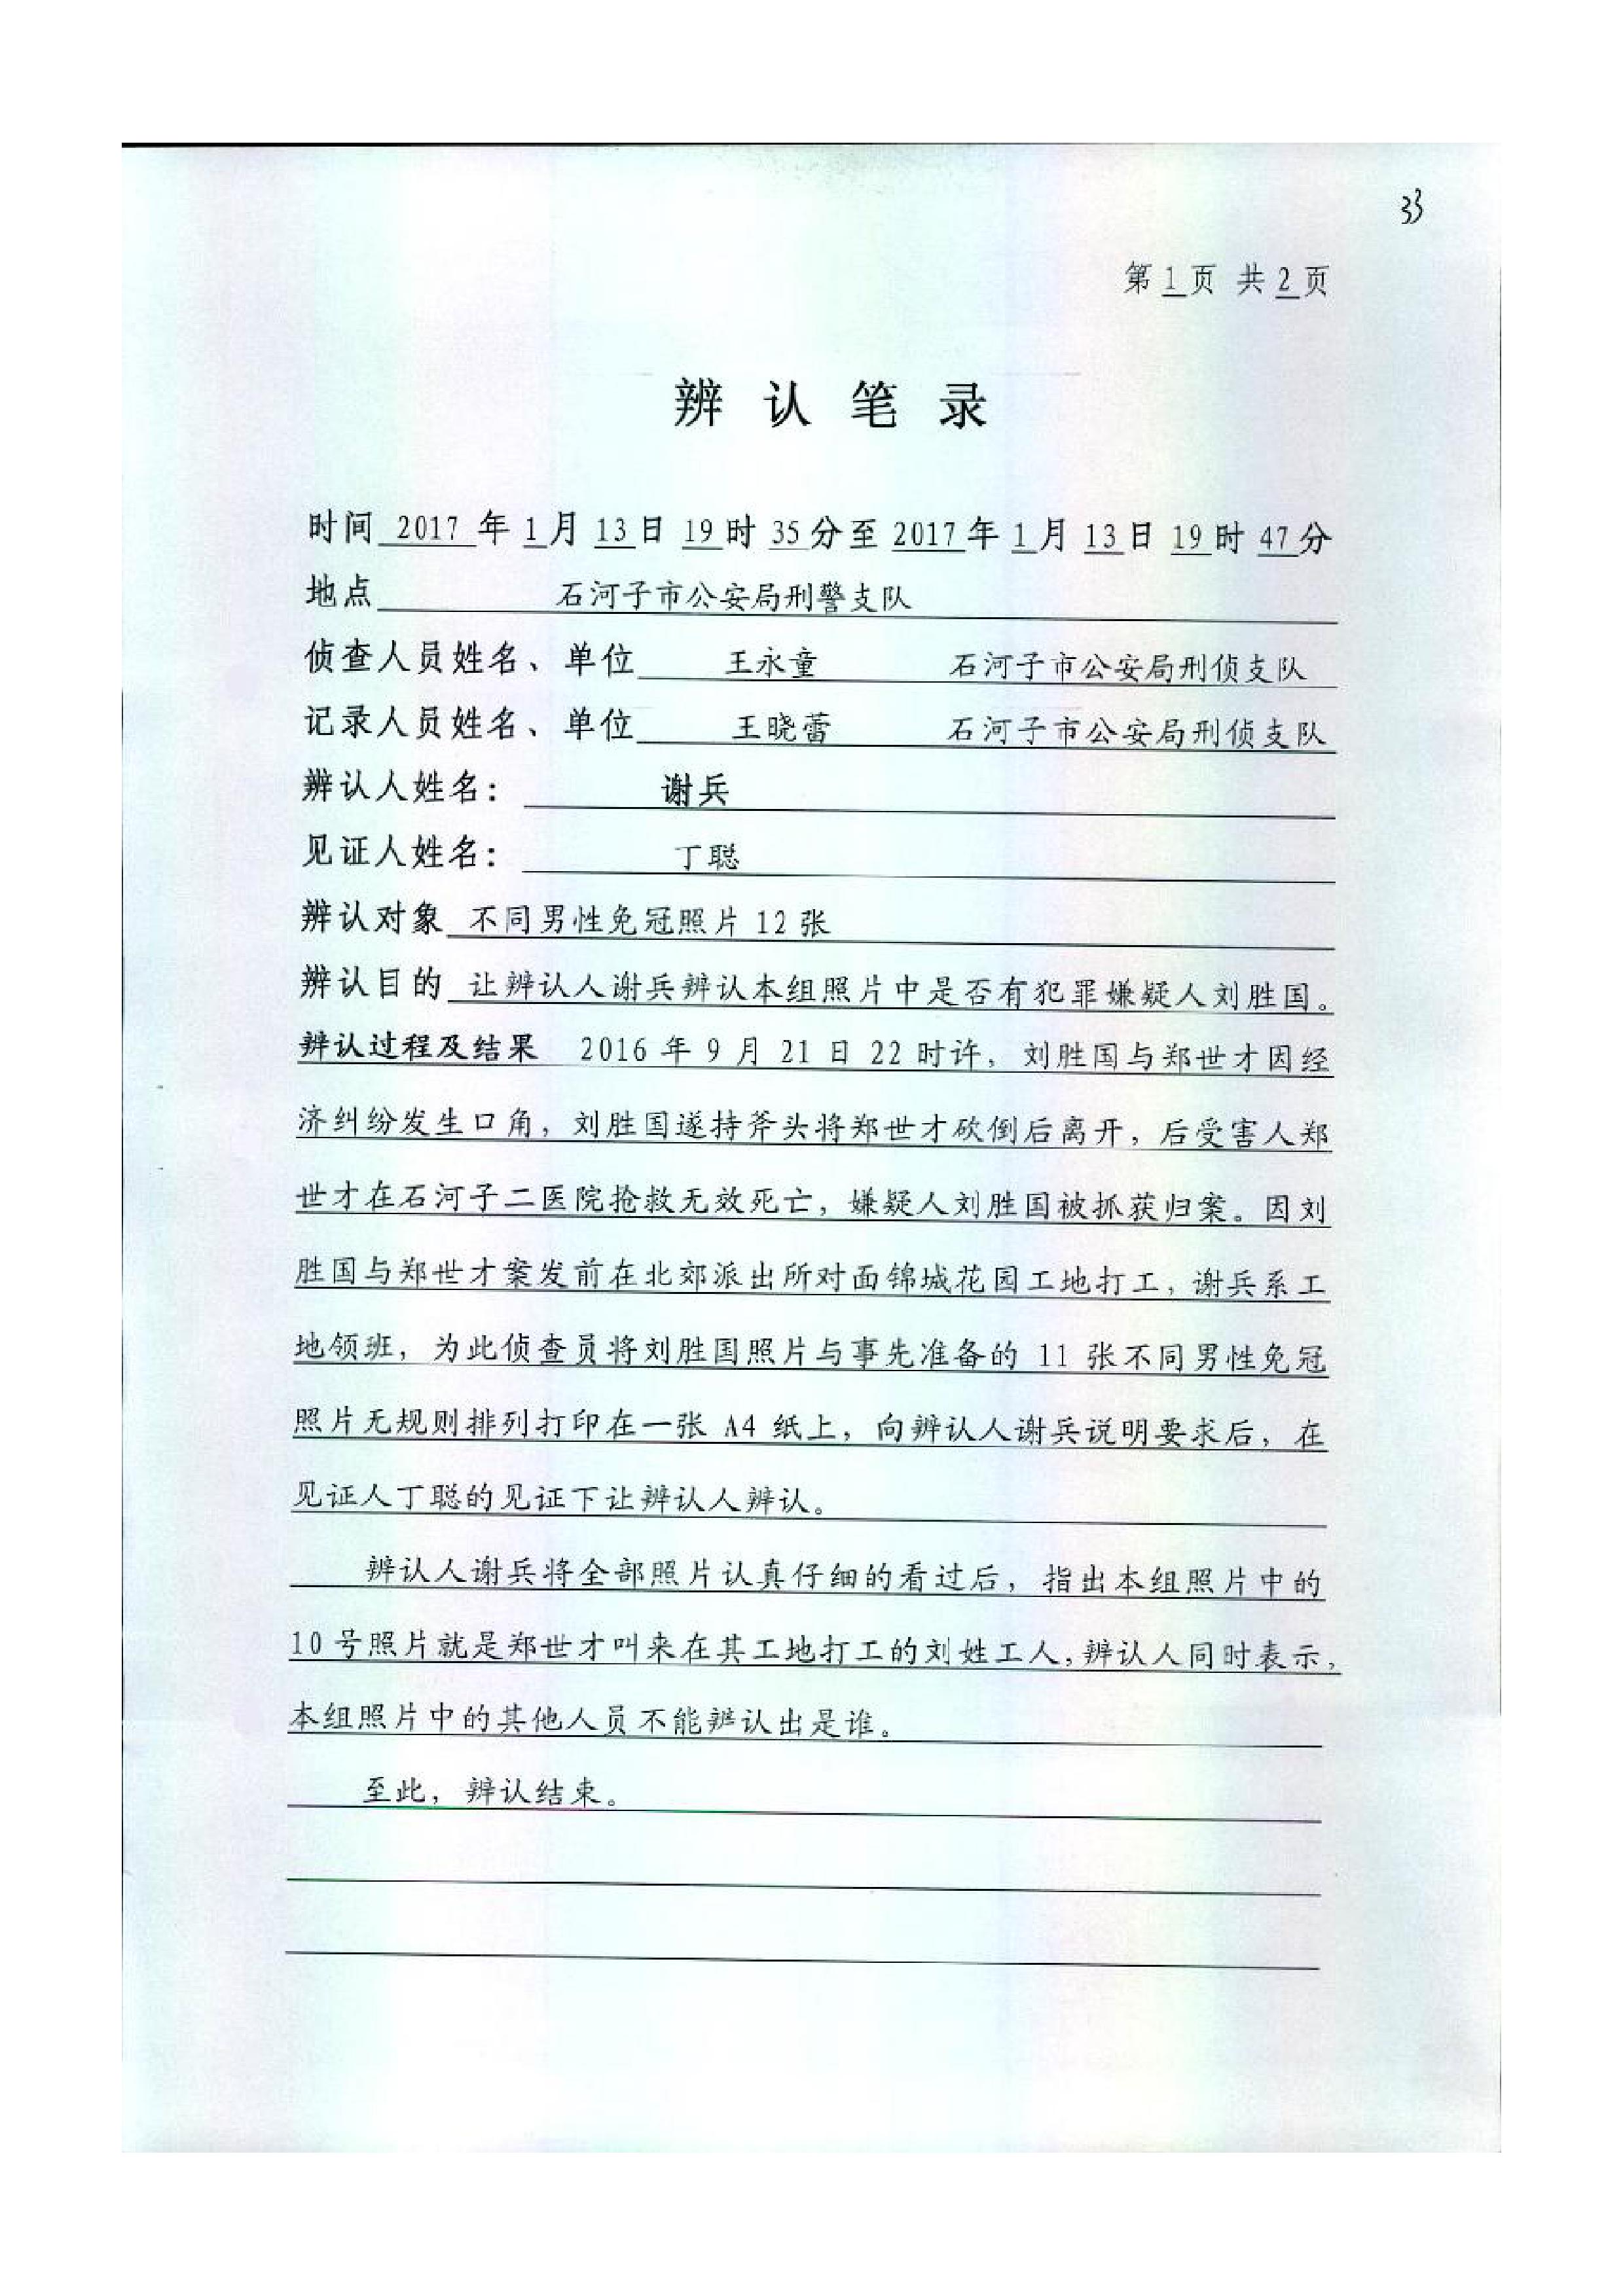 33
第 1 页 共 2 页
辨 认 笔 录
时间 2017 年 1 月 13 日 19 时 35 分至 2017 年 1 月 13 日 19 时 47 分
地点 石河子市公安局刑警支队
侦查人员姓名、单位 王永童 石河子市公安局刑侦支队
记录人员姓名、单位 王晓蕾 石河子市公安局刑侦支队
辨认人姓名： 谢兵
见证人姓名： 丁聪
辨认对象 不同男性免冠照片 12 张
辨认目的 让辨认人谢兵辨认本组照片中是否有犯罪嫌疑人刘胜国。
辨认过程及结果 2016 年 9 月 21 日 22 时许，刘胜国与郑世才因经
济纠纷发生口角，刘胜国遂持斧头将郑世才砍倒后离开，后受害人郑
世才在石河子二医院抢救无效死亡，嫌疑人刘胜国被抓获归案。因刘
胜国与郑世才案发前在北郊派出所对面锦城花园工地打工，谢兵系工
地领班，为此侦查员将刘胜国照片与事先准备的 11 张不同男性免冠
照片无规则排列打印在一张 A4 纸上，向辨认人谢兵说明要求后，在
见证人丁聪的见证下让辨认人辨认。
辨认人谢兵将全部照片认真仔细的看过后，指出本组照片中的
10 号照片就是郑世才叫来在其工地打工的刘姓工人，辨认人同时表示，
本组照片中的其他人员不能辨认出是谁。
至此，辨认结束。